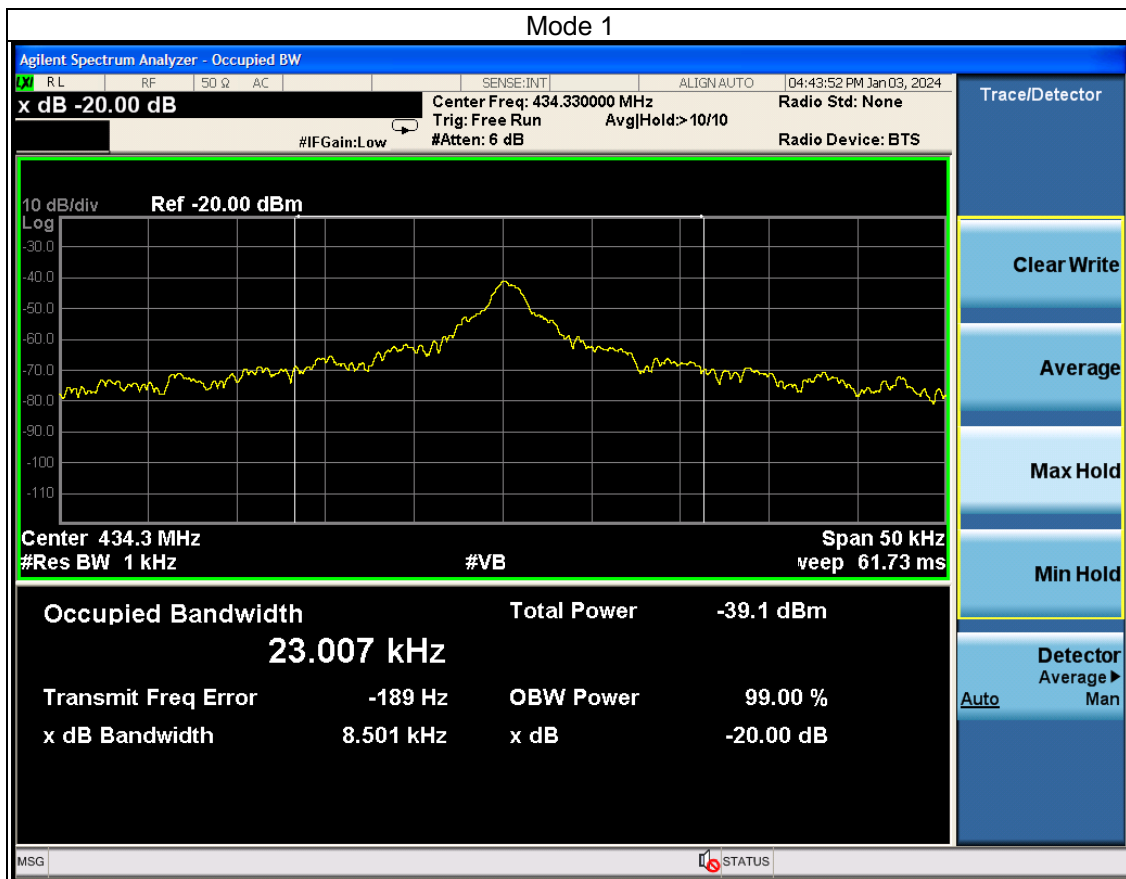 Mode 1
Agilent Spectrum Analyzer - Occupied BW
LXI RL RF 50 Ω AC SENSE:INT ALIGN AUTO 04:43:52 PM Jan 03, 2024
x dB -20.00 dB
Center Freq: 434.330000 MHz
Radio Std: None
Trig: Free Run Avg|Hold:>10/10
#IFGain:Low
#Atten: 6 dB
Radio Device: BTS
10 dB/div Ref -20.00 dBm
Log
-30.0
-40.0
-50.0
-60.0
-70.0
-80.0
-90.0
-100
-110
Center 434.3 MHz
Span 50 kHz
#Res BW 1 kHz
#VB
weep 61.73 ms
Occupied Bandwidth
23.007 kHz
Total Power -39.1 dBm
Transmit Freq Error -189 Hz
OBW Power 99.00 %
x dB Bandwidth 8.501 kHz
x dB -20.00 dB
MSG
STATUS
Trace/Detector
Clear Write
Average
Max Hold
Min Hold
Detector
Average
Auto Man